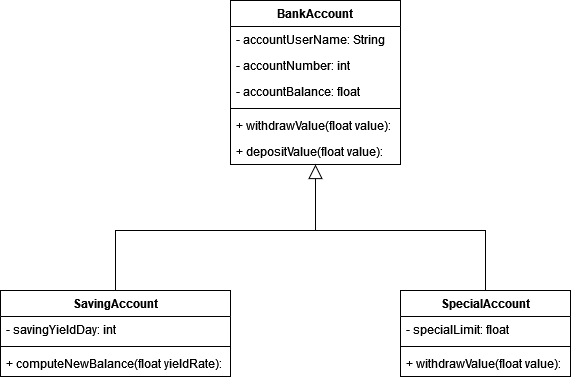 BankAccount
- accountUserName: String
- accountNumber: int
- accountBalance: float
+ withdrawValue(float value):
+ depositValue(float value):
SavingAccount
- savingYieldDay: int
+ computeNewBalance(float yieldRate):
SpecialAccount
- specialLimit: float
+ withdrawValue(float value):